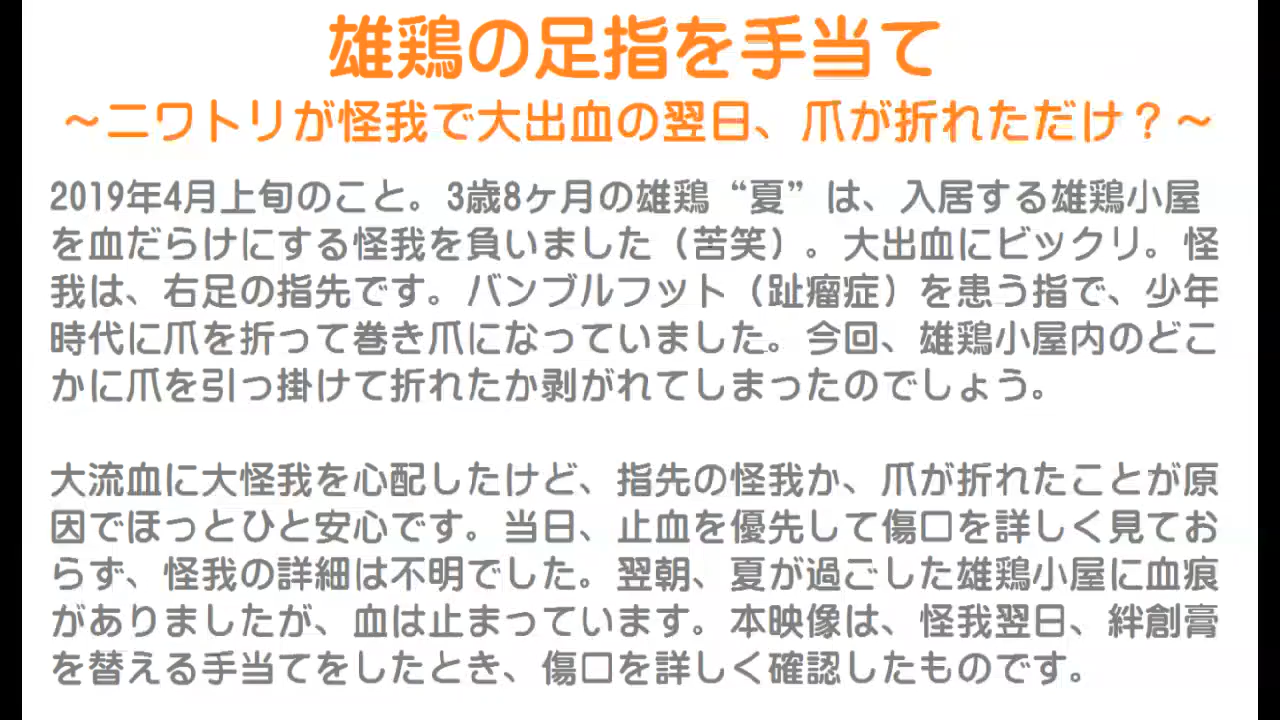 雄鶏の足指を手当て
～ニワトリが怪我で大出血の翌日、爪が折れただけ？～
2019年4月上旬のこと。3歳8ヶ月の雄鶏“夏”は、入居する雄鶏小屋
を血だらけにする怪我を負いました（苦笑）。大出血にビックリ。怪
我は、右足の指先です。バンブルフット（趾瘤症）を患う指で、少年
時代に爪を折って巻き爪になっていました。今回、雄鶏小屋内のどこ
かに爪を引っ掛けて折れたか剥がれてしまったのでしょう。
大流血に大怪我を心配したけど、指先の怪我か、爪が折れたことが原
因でほっとひと安心です。当日、止血を優先して傷口を詳しく見てお
らず、怪我の詳細は不明でした。翌朝、夏が過ごした雄鶏小屋に血痕
がありましたが、血は止まっています。本映像は、怪我翌日、絆創膏
を替える手当てをしたとき、傷口を詳しく確認したものです。